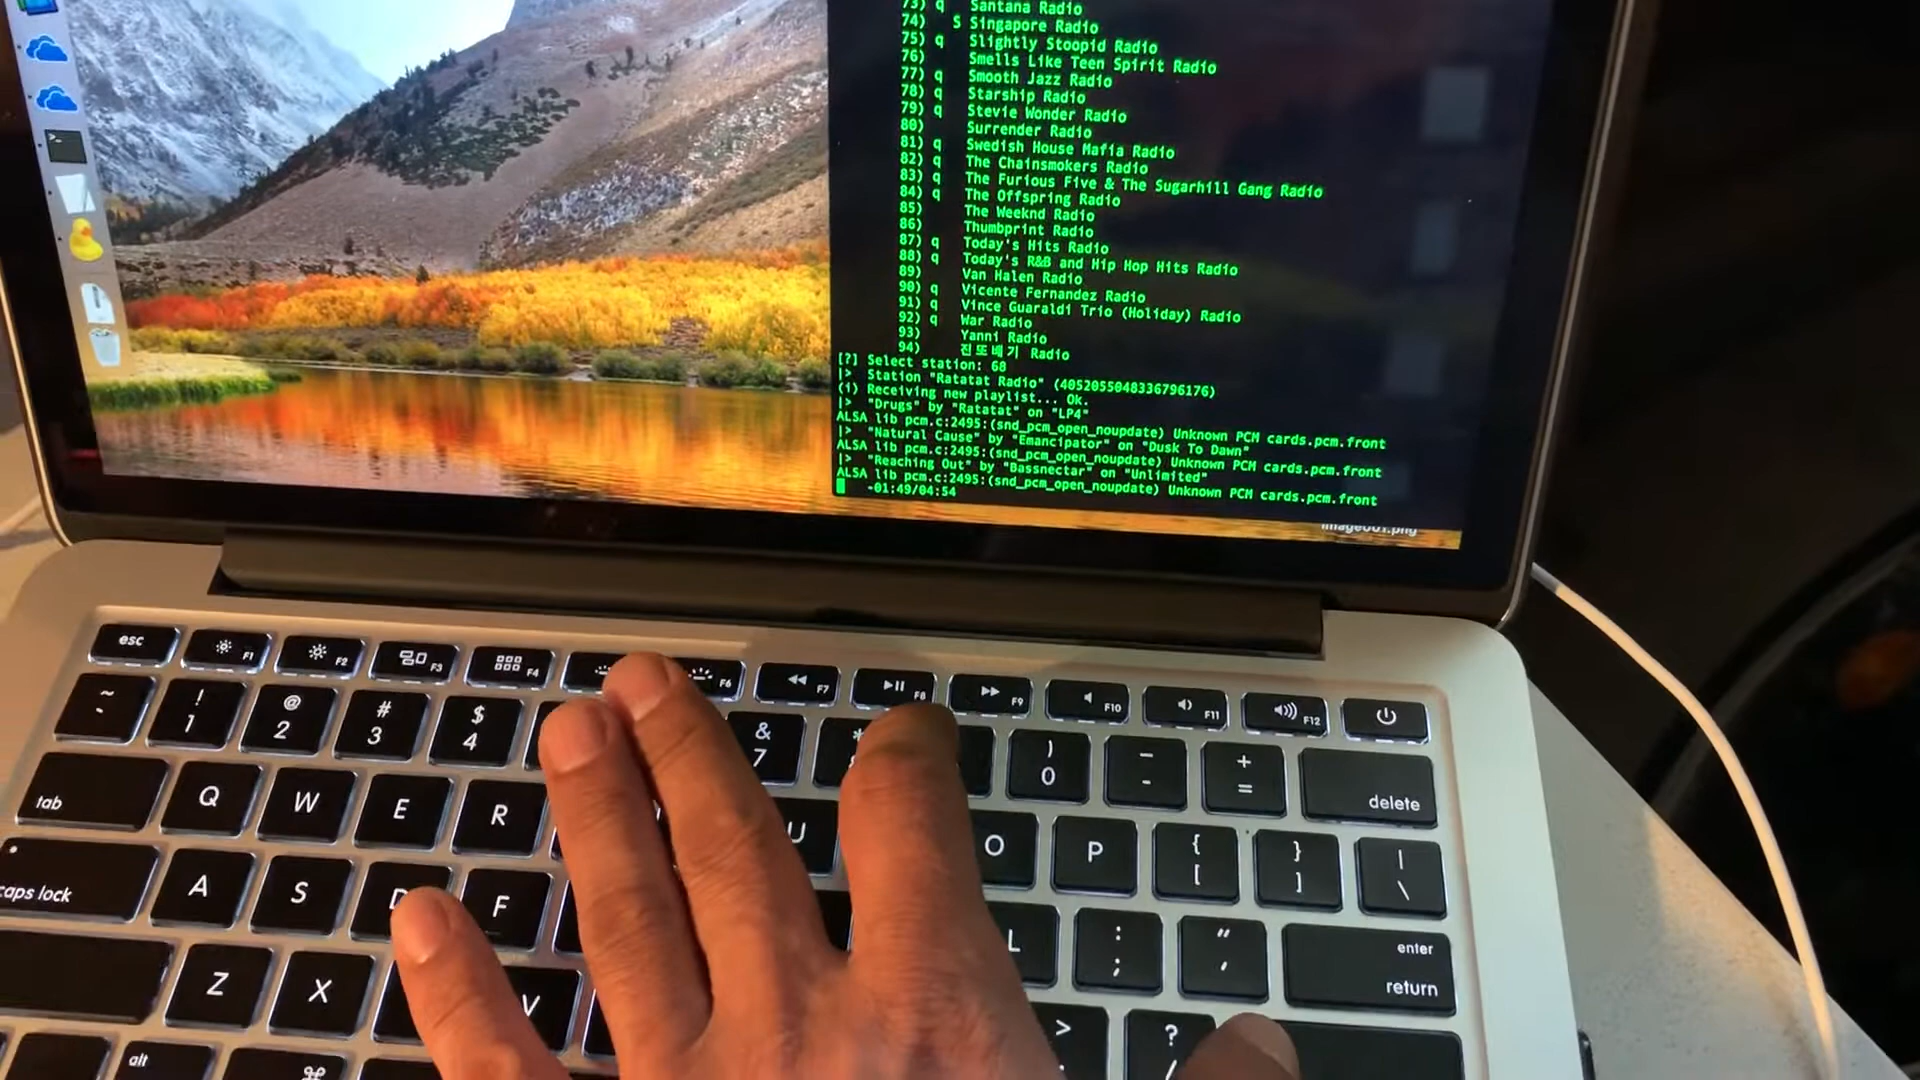 73) q Santana Radio
74) S Singapore Radio
75) q Slightly Stoopid Radio
76) Smells Like Teen Spirit Radio
77) q Smooth Jazz Radio
78) q Starship Radio
79) q Stevie Wonder Radio
80) Surrender Radio
81) q Swedish House Mafia Radio
82) q The Chainsmokers Radio
83) q The Furious Five & The Sugarhill Gang Radio
84) q The Offspring Radio
85) The Weeknd Radio
86) Thumbprint Radio
87) q Today's Hits Radio
88) q Today's R&B and Hip Hop Hits Radio
89) Van Halen Radio
90) q Vicente Fernandez Radio
91) q Vince Guaraldi Trio (Holiday) Radio
92) q War Radio
93) Yanni Radio
94) 진또배기 Radio
[?] Select station: 68
|> Station "Ratatat Radio" (4052055048336796176)
(i) Receiving new playlist... Ok.
|> "Drugs" by "Ratatat" on "LP4"
ALSA lib pcm.c:2495:(snd_pcm_open_noupdate) Unknown PCM cards.pcm.front
|> "Natural Cause" by "Emancipator" on "Dusk To Dawn"
ALSA lib pcm.c:2495:(snd_pcm_open_noupdate) Unknown PCM cards.pcm.front
|> "Reaching Out" by "Bassnectar" on "Unlimited"
ALSA lib pcm.c:2495:(snd_pcm_open_noupdate) Unknown PCM cards.pcm.front
-01:49/04:54
esc F1 F2 F3 F4 F6 F7 F8 F9 F10 F11 F12
~ ! @ # $ & ) - +
` 1 2 3 4 7 0 - =
delete
tab Q W E R U O P { [ } ] | \
caps lock A S D F L : ; " ' enter return
Z X V > ? /
alt ⌘